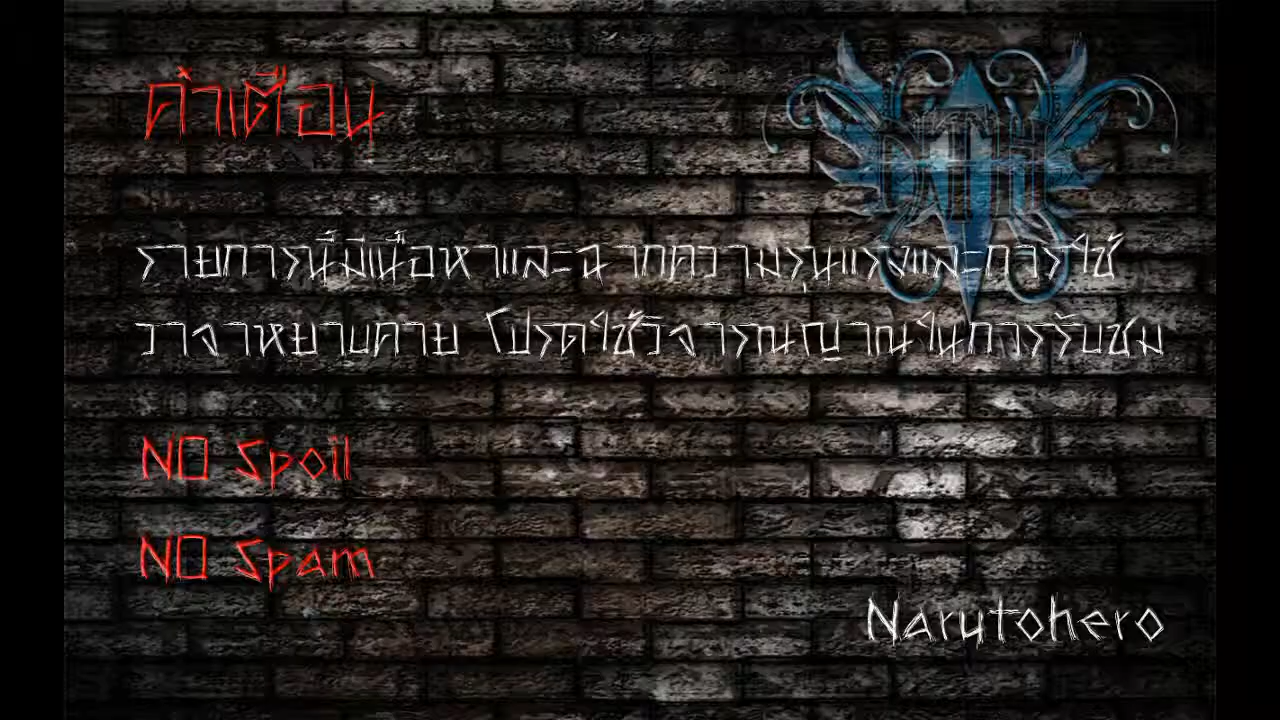 คำเตือน
รายการนี้มีเนื้อหาและฉากความรุนแรงและการใช้
วาจาหยาบคาย โปรดใช้วิจารณญาณในการรับชม
NO Spoil
NO Spam
Narutohero